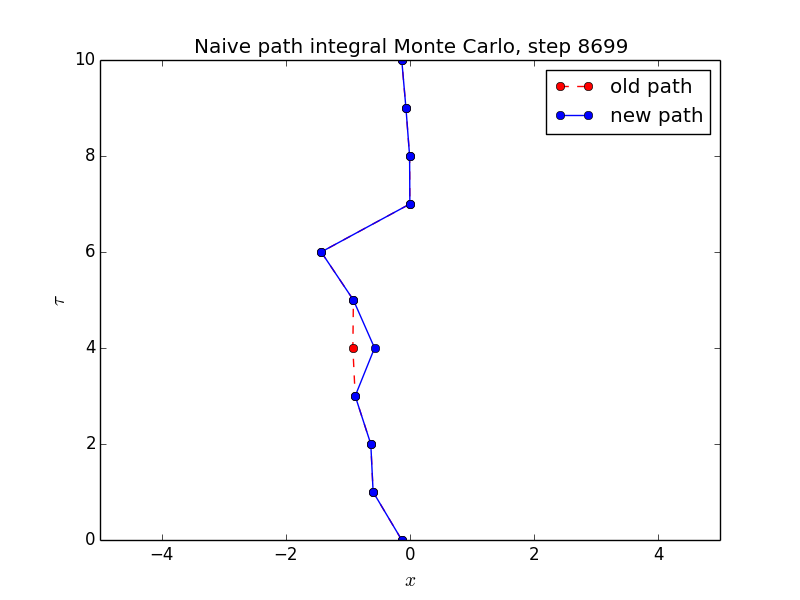 Naive path integral Monte Carlo, step 8699
10
8
6
4
2
0
τ
old path
new path
−4 −2 0 2 4
x